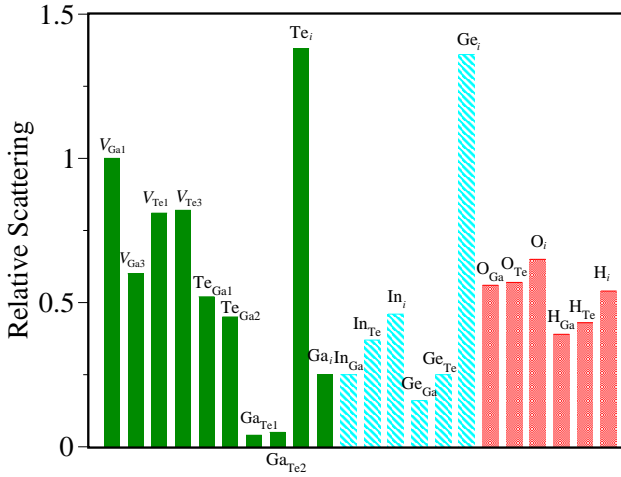 1.5
Te_i
Ge_i
V_Ga1
1
V_Te1
V_Te3
V_Ga3
O_Ga
O_Te
O_i
H_i
Te_Ga1
Te_Ga2
0.5
In_i
In_Te
H_Ga
H_Te
Ga_i
In_Ga
Ge_Te
Ge_Ga
Ga_Te1
0
Ga_Te2
Relative Scattering